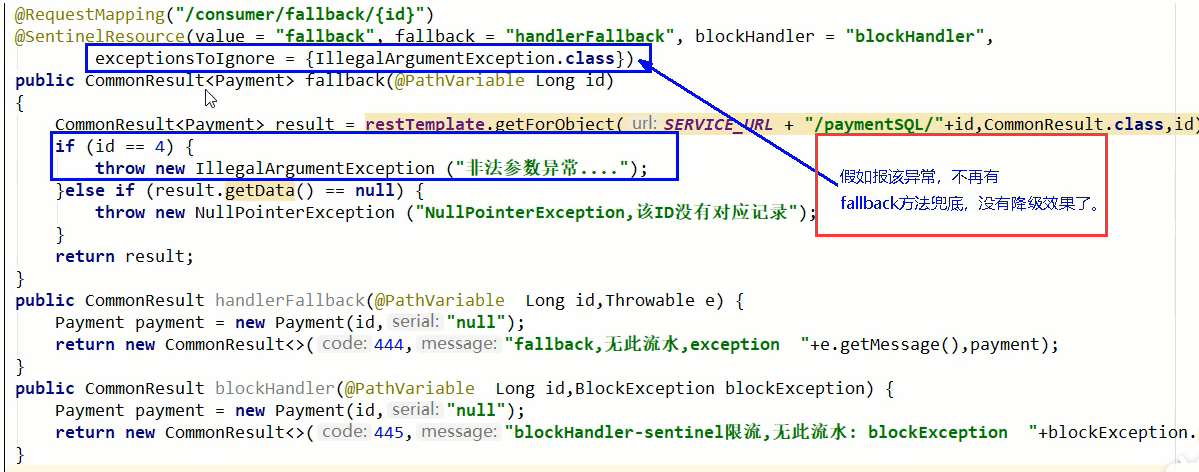 @RequestMapping("/consumer/fallback/{id}")
@SentinelResource(value = "fallback", fallback = "handlerFallback", blockHandler = "blockHandler",
exceptionsToIgnore = {IllegalArgumentException.class})
public CommonResult<Payment> fallback(@PathVariable Long id)
{
CommonResult<Payment> result = restTemplate.getForObject( url: SERVICE_URL + "/paymentSQL/"+id,CommonResult.class,id)
if (id == 4) {
throw new IllegalArgumentException ("非法参数异常....");
}else if (result.getData() == null) {
throw new NullPointerException ("NullPointerException,该ID没有对应记录");
}
return result;
}
假如报该异常，不再有
fallback方法兜底，没有降级效果了。
public CommonResult handlerFallback(@PathVariable  Long id,Throwable e) {
Payment payment = new Payment(id, serial: "null");
return new CommonResult<>( code: 444, message: "fallback,无此流水,exception  "+e.getMessage(),payment);
}
public CommonResult blockHandler(@PathVariable  Long id,BlockException blockException) {
Payment payment = new Payment(id, serial: "null");
return new CommonResult<>( code: 445, message: "blockHandler-sentinel限流,无此流水: blockException  "+blockException.
}